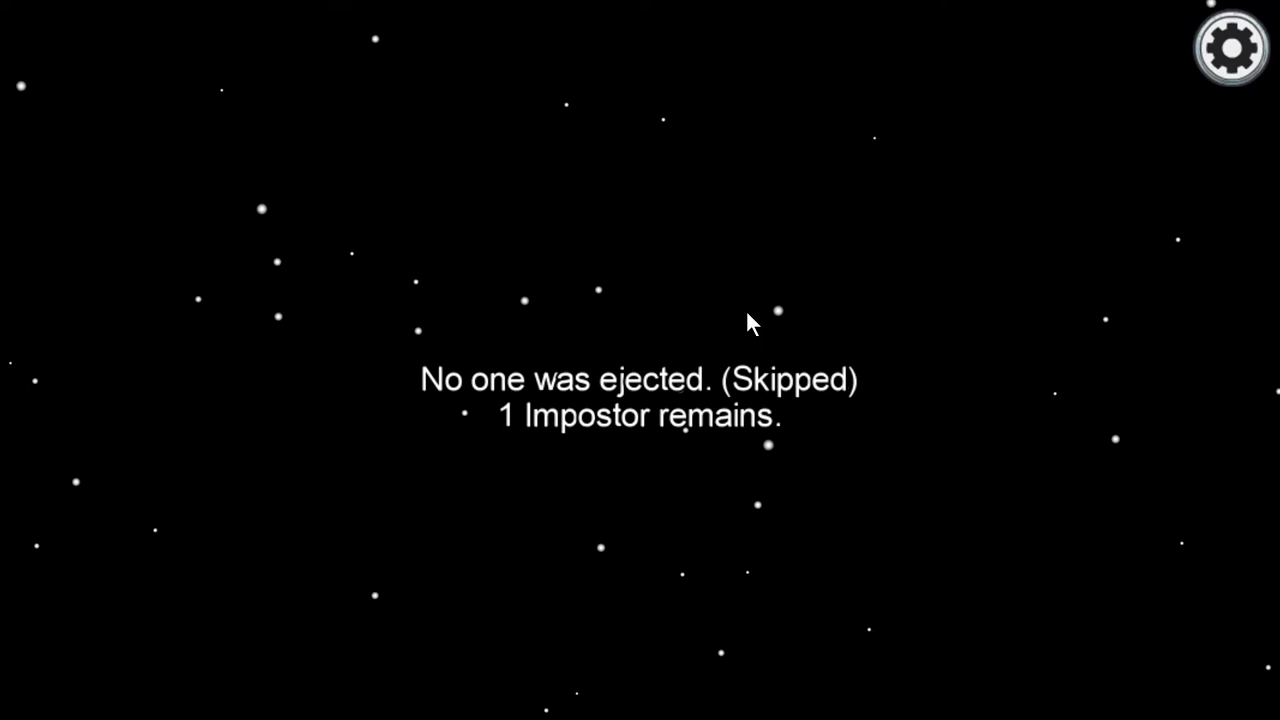 No one was ejected. (Skipped)
1 Impostor remains.